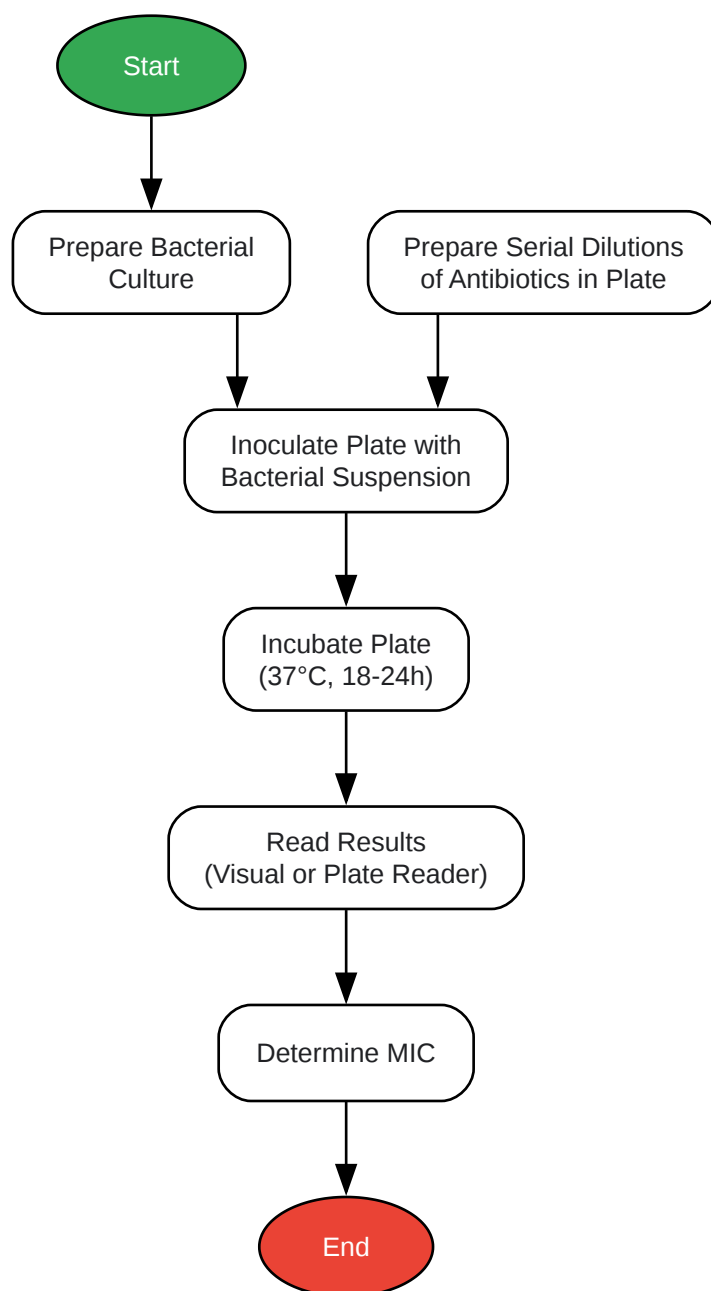 Start
Prepare Bacterial
Culture
Prepare Serial Dilutions
of Antibiotics in Plate
Inoculate Plate with
Bacterial Suspension
Incubate Plate
(37°C, 18-24h)
Read Results
(Visual or Plate Reader)
Determine MIC
End